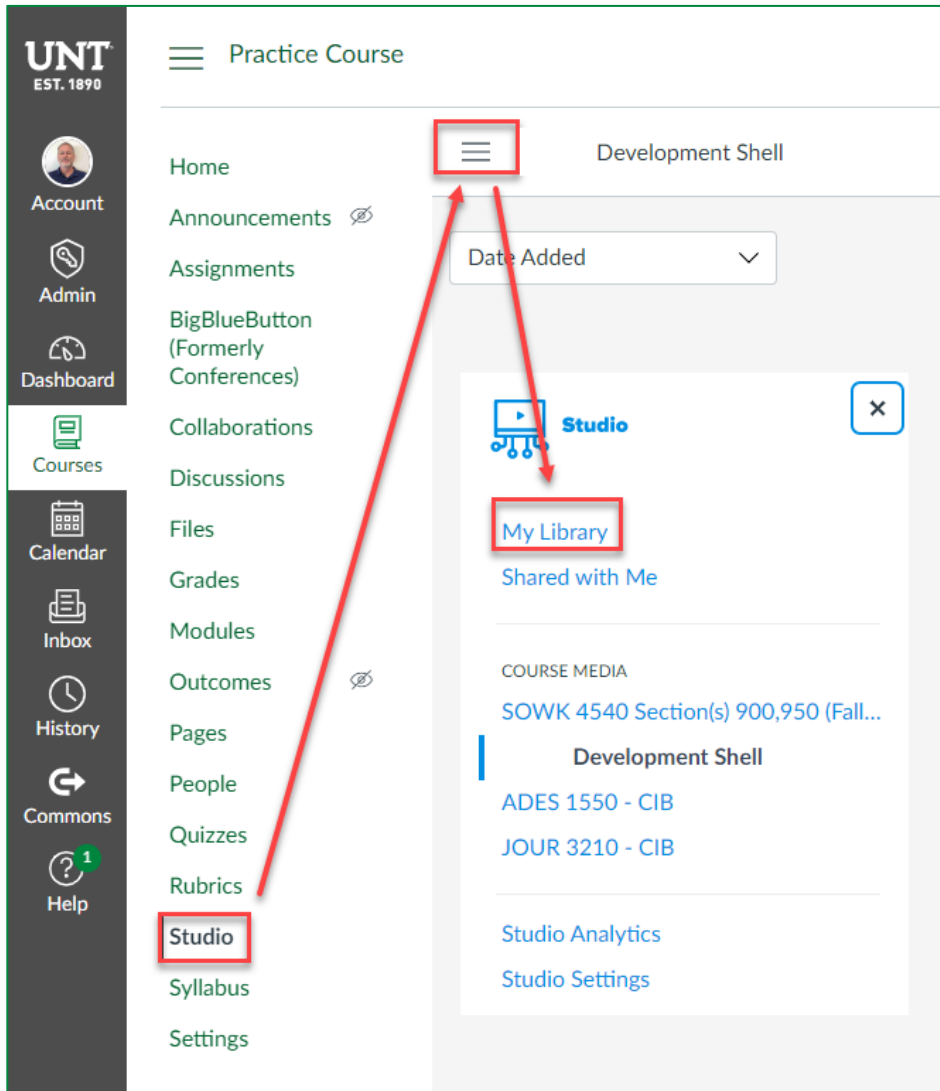 UNT
EST. 1890
Account
Admin
Dashboard
Courses
Calendar
Inbox
History
Commons
1
Help
Practice Course
Home
Announcements
Assignments
BigBlueButton
(Formerly
Conferences)
Collaborations
Discussions
Files
Grades
Modules
Outcomes
Pages
People
Quizzes
Rubrics
Studio
Syllabus
Settings
Development Shell
Date Added
Studio
My Library
Shared with Me
COURSE MEDIA
SOWK 4540 Section(s) 900,950 (Fall...
Development Shell
ADES 1550 - CIB
JOUR 3210 - CIB
Studio Analytics
Studio Settings